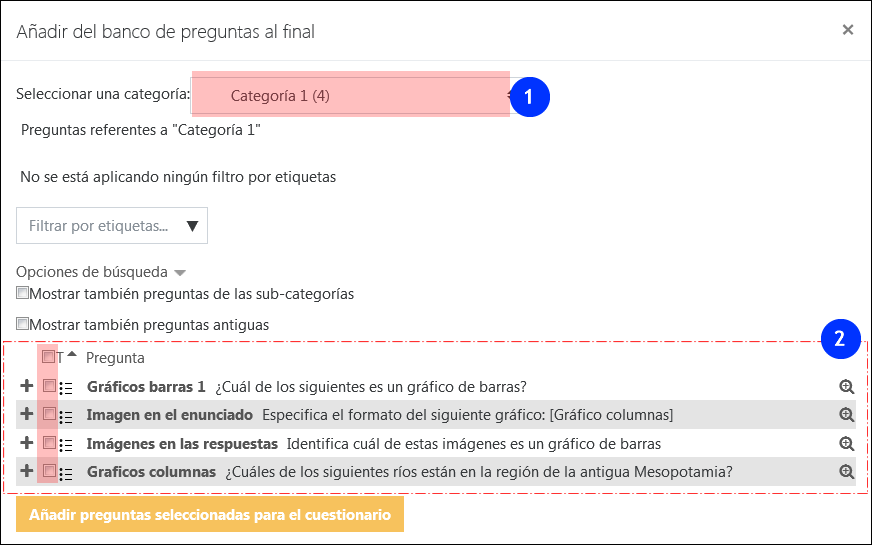 Añadir del banco de preguntas al final ×
Seleccionar una categoría: Categoría 1 (4) 1
Preguntas referentes a "Categoría 1"
No se está aplicando ningún filtro por etiquetas
Filtrar por etiquetas... ▼
Opciones de búsqueda
Mostrar también preguntas de las sub-categorías
Mostrar también preguntas antiguas
2
T Pregunta
Gráficos barras 1 ¿Cuál de los siguientes es un gráfico de barras?
Imagen en el enunciado Especifica el formato del siguiente gráfico: [Gráfico columnas]
Imágenes en las respuestas Identifica cuál de estas imágenes es un gráfico de barras
Graficos columnas ¿Cuáles de los siguientes ríos están en la región de la antigua Mesopotamia?
Añadir preguntas seleccionadas para el cuestionario